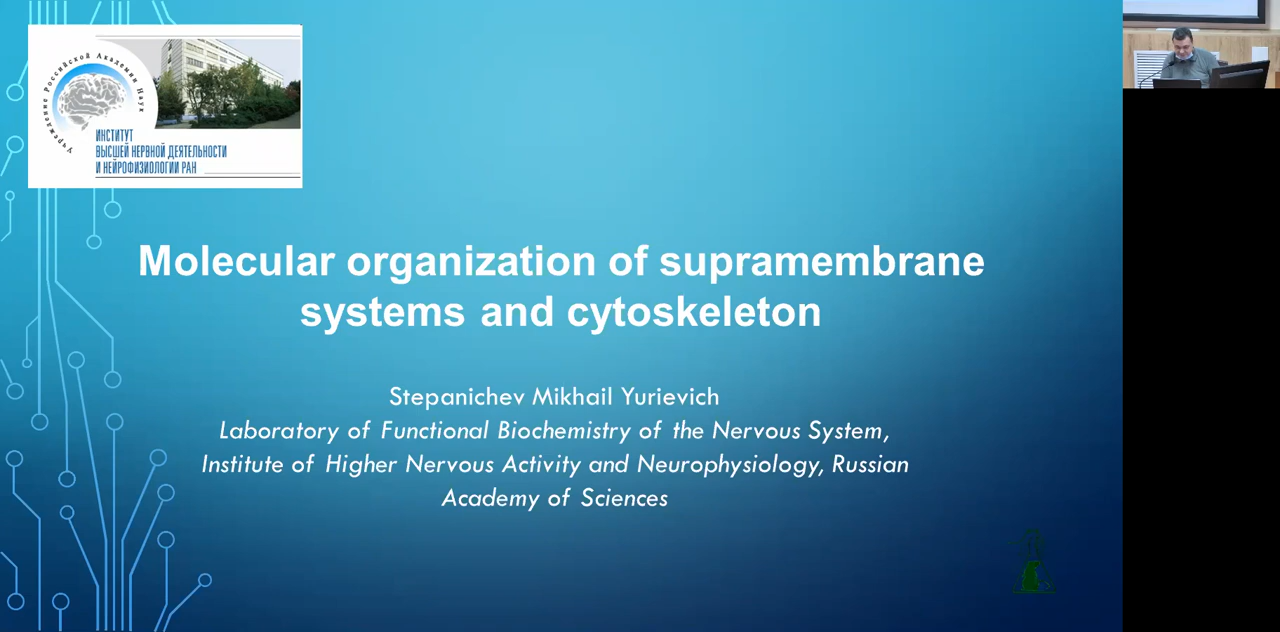 Учреждение Российской Академии Наук
ИНСТИТУТ
ВЫСШЕЙ НЕРВНОЙ ДЕЯТЕЛЬНОСТИ
И НЕЙРОФИЗИОЛОГИИ РАН
Molecular organization of supramembrane
systems and cytoskeleton
Stepanichev Mikhail Yurievich
Laboratory of Functional Biochemistry of the Nervous System,
Institute of Higher Nervous Activity and Neurophysiology, Russian
Academy of Sciences